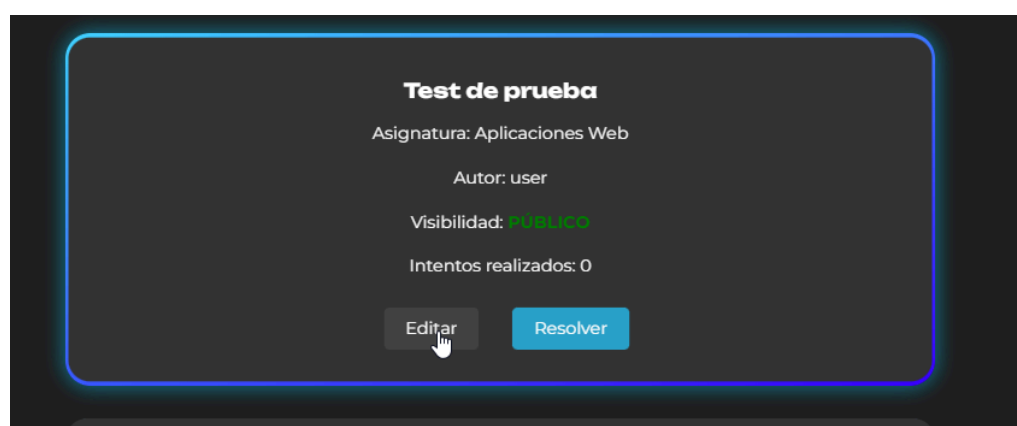 Test de prueba
Asignatura: Aplicaciones Web
Autor: user
Visibilidad: PÚBLICO
Intentos realizados: 0
Editar Resolver